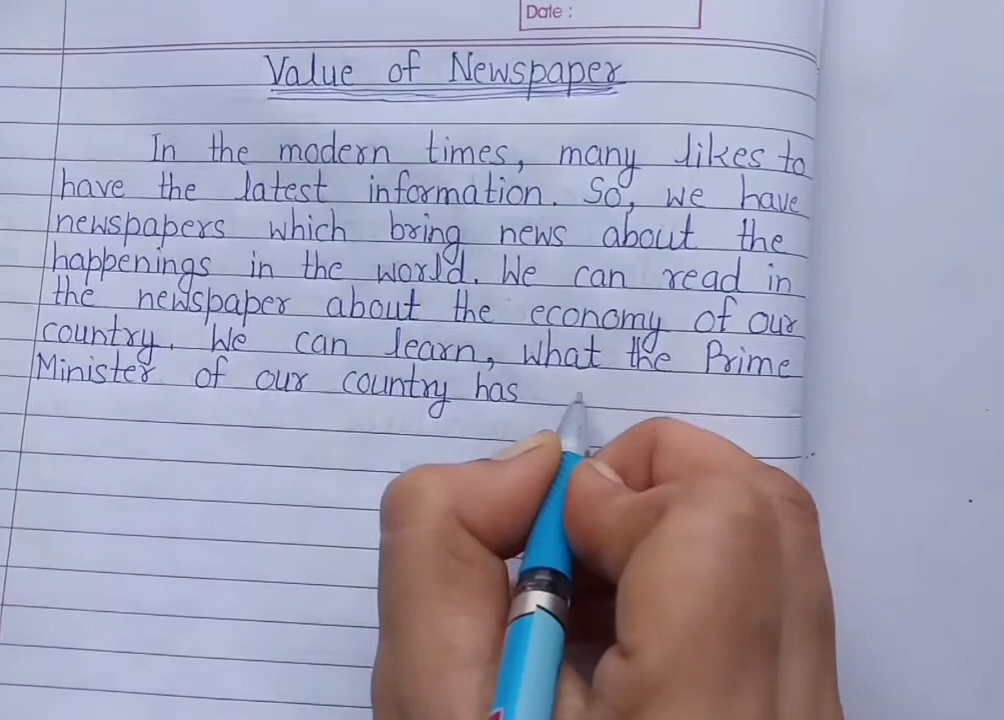 Date :
Value of Newspaper
In the modern times, many likes to
have the latest information. So, we have
newspapers which bring news about the
happenings in the world. We can read in
the newspaper about the economy of our
country. We can learn, what the Prime
Minister of our country has